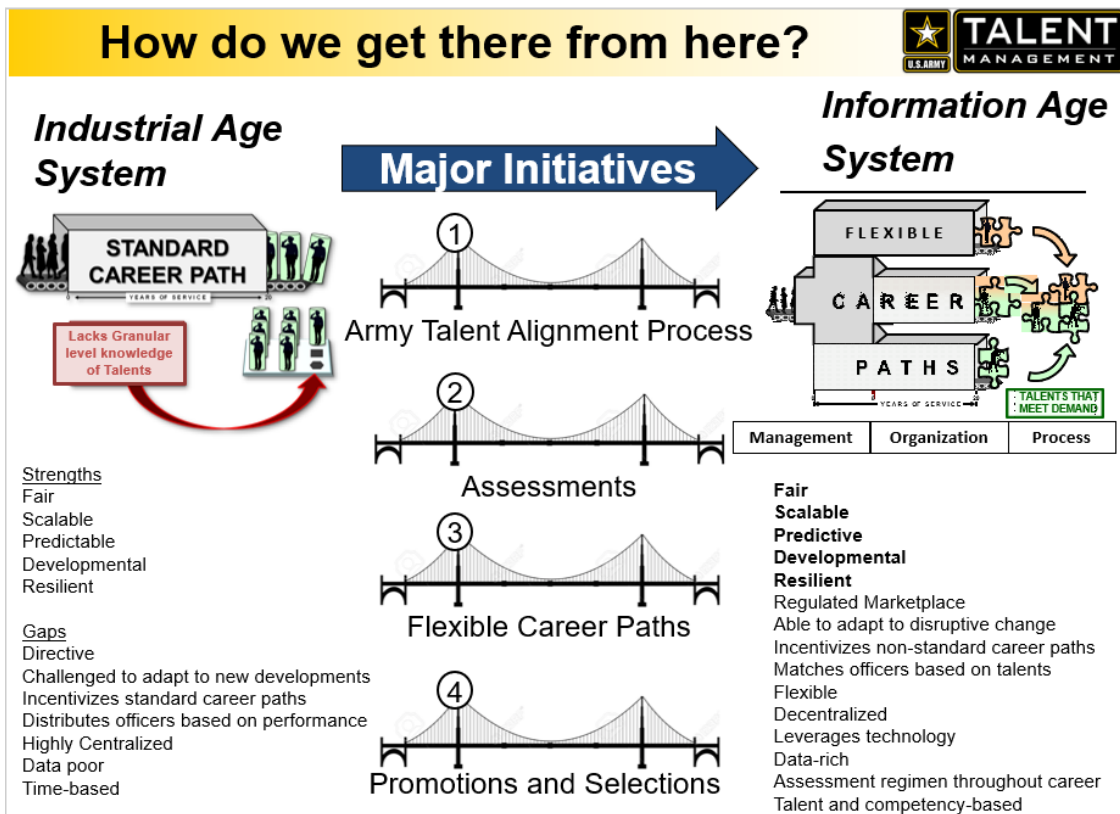 How do we get there from here?
U.S.ARMY
TALENT
MANAGEMENT
Industrial Age
System
Major Initiatives
Information Age
System
STANDARD
CAREER PATH
0 YEARS OF SERVICE 20
Lacks Granular
level knowledge
of Talents
Strengths
Fair
Scalable
Predictable
Developmental
Resilient
Gaps
Directive
Challenged to adapt to new developments
Incentivizes standard career paths
Distributes officers based on performance
Highly Centralized
Data poor
Time-based
1
Army Talent Alignment Process
2
Assessments
3
Flexible Career Paths
4
Promotions and Selections
FLEXIBLE
CAREER
PATHS
YEARS OF SERVICE
TALENTS THAT
MEET DEMAND
Management Organization Process
Fair
Scalable
Predictive
Developmental
Resilient
Regulated Marketplace
Able to adapt to disruptive change
Incentivizes non-standard career paths
Matches officers based on talents
Flexible
Decentralized
Leverages technology
Data-rich
Assessment regimen throughout career
Talent and competency-based